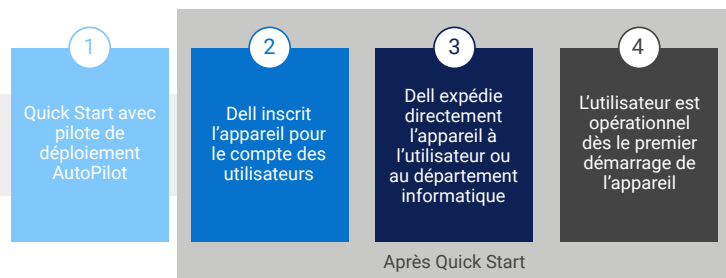 1
Quick Start avec
pilote de
déploiement
AutoPilot
2
Dell inscrit
l’appareil pour
le compte des
utilisateurs
3
Dell expédie
directement
l’appareil à
l’utilisateur ou
au département
informatique
4
L’utilisateur est
opérationnel
dès le premier
démarrage de
l’appareil
Après Quick Start